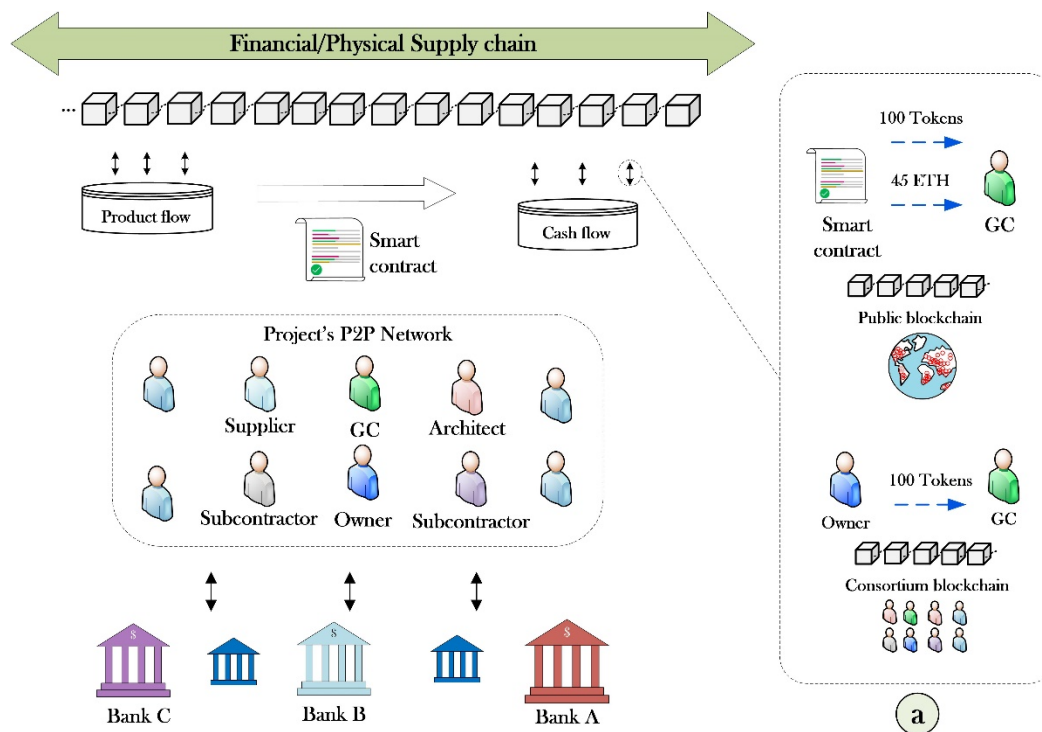 Financial/Physical Supply chain
...
Product flow
Smart
contract
Cash flow
Project's P2P Network
Supplier
GC
Architect
Subcontractor
Owner
Subcontractor
$
$
$
Bank C
Bank B
Bank A
100 Tokens
45 ETH
Smart
contract
GC
Public blockchain
100 Tokens
Owner
GC
Consortium blockchain
a